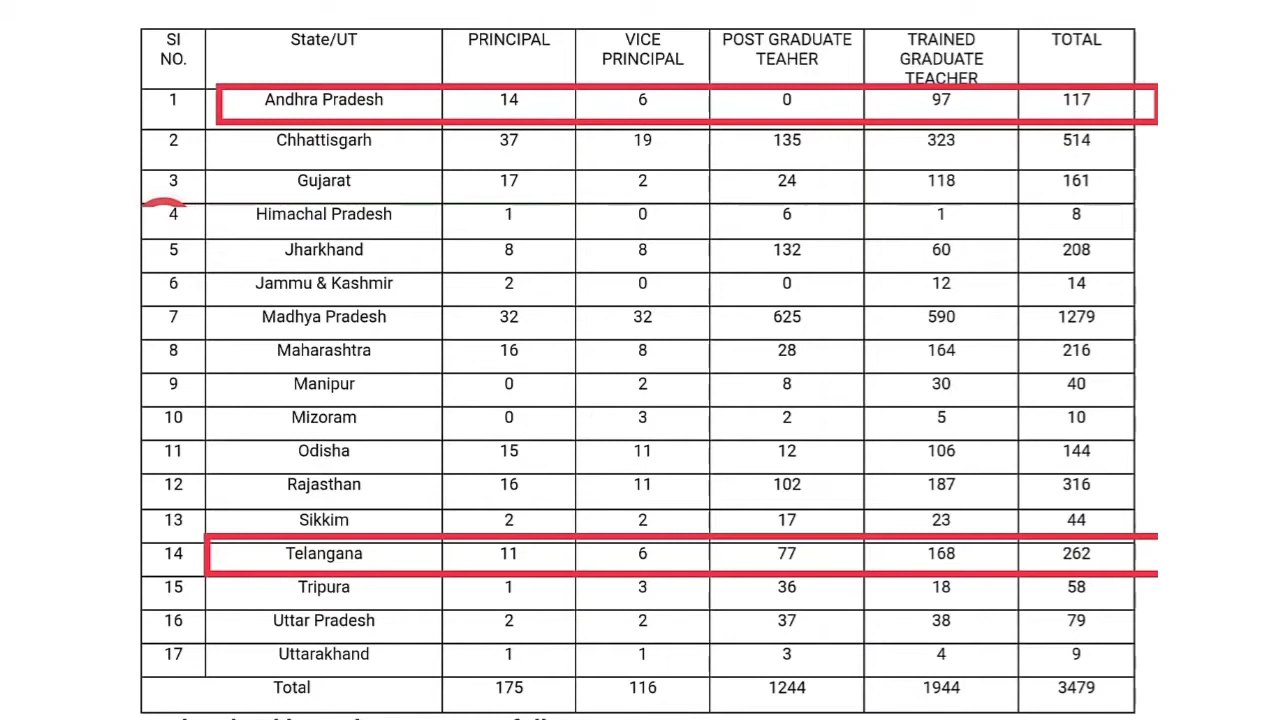 SI NO. State/UT PRINCIPAL VICE PRINCIPAL POST GRADUATE TEAHER TRAINED GRADUATE TEACHER TOTAL
1 Andhra Pradesh 14 6 0 97 117
2 Chhattisgarh 37 19 135 323 514
3 Gujarat 17 2 24 118 161
4 Himachal Pradesh 1 0 6 1 8
5 Jharkhand 8 8 132 60 208
6 Jammu & Kashmir 2 0 0 12 14
7 Madhya Pradesh 32 32 625 590 1279
8 Maharashtra 16 8 28 164 216
9 Manipur 0 2 8 30 40
10 Mizoram 0 3 2 5 10
11 Odisha 15 11 12 106 144
12 Rajasthan 16 11 102 187 316
13 Sikkim 2 2 17 23 44
14 Telangana 11 6 77 168 262
15 Tripura 1 3 36 18 58
16 Uttar Pradesh 2 2 37 38 79
17 Uttarakhand 1 1 3 4 9
Total 175 116 1244 1944 3479